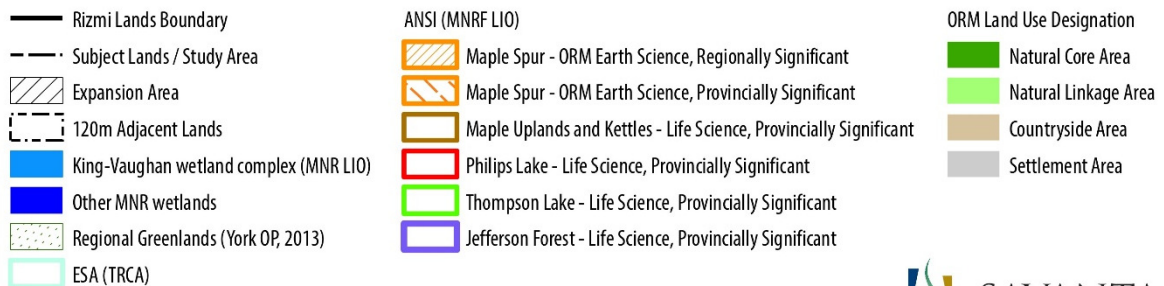 Rizmi Lands Boundary
Subject Lands / Study Area
Expansion Area
120m Adjacent Lands
King-Vaughan wetland complex (MNR LIO)
Other MNR wetlands
Regional Greenlands (York OP, 2013)
ESA (TRCA)
ANSI (MNRF LIO)
Maple Spur - ORM Earth Science, Regionally Significant
Maple Spur - ORM Earth Science, Provincially Significant
Maple Uplands and Kettles - Life Science, Provincially Significant
Philips Lake - Life Science, Provincially Significant
Thompson Lake - Life Science, Provincially Significant
Jefferson Forest - Life Science, Provincially Significant
ORM Land Use Designation
Natural Core Area
Natural Linkage Area
Countryside Area
Settlement Area